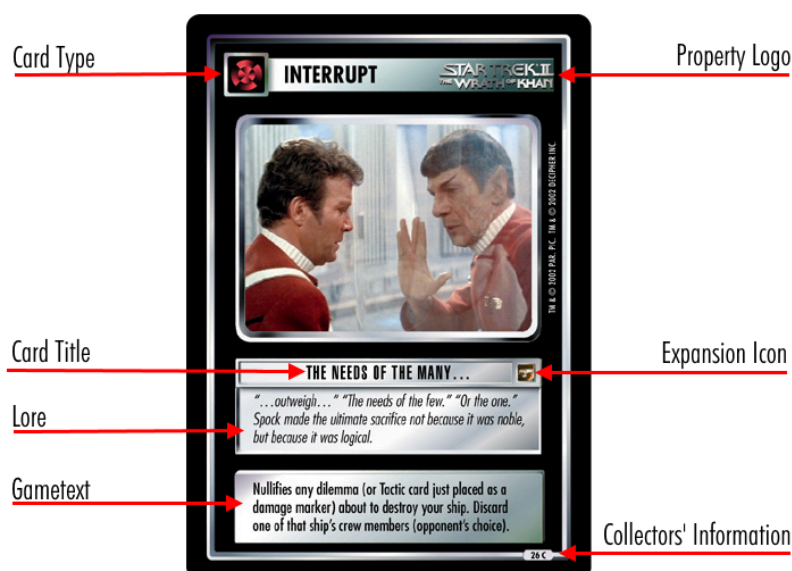 Card Type
INTERRUPT
STAR TREK II
THE WRATH OF KHAN
Property Logo
TM & © 2002 PAR. PIC. TM & © 2002 DECIPHER INC.
Card Title
THE NEEDS OF THE MANY...
Expansion Icon
Lore
"...outweigh..." "The needs of the few." "Or the one."
Spock made the ultimate sacrifice not because it was noble,
but because it was logical.
Gametext
Nullifies any dilemma (or Tactic card just placed as a
damage marker) about to destroy your ship. Discard
one of that ship's crew members (opponent's choice).
Collectors' Information
26 C